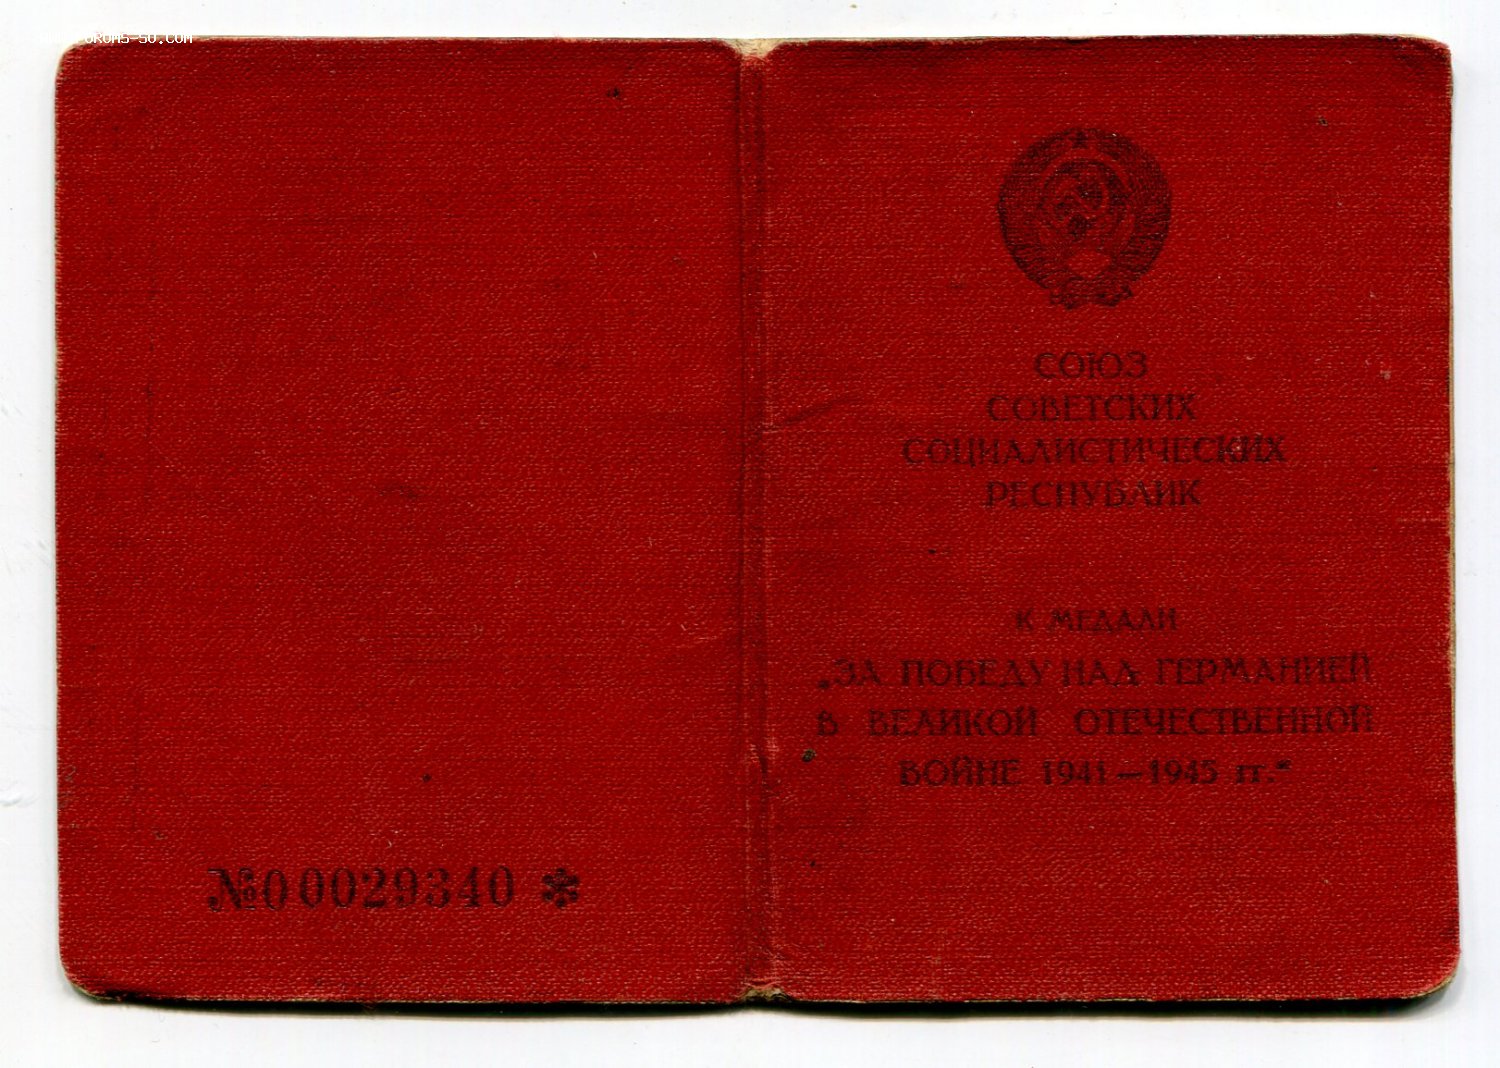 СОЮЗ
СОВЕТСКИХ
СОЦИАЛИСТИЧЕСКИХ
РЕСПУБЛИК
К МЕДАЛИ
„ЗА ПОБЕДУ НАД ГЕРМАНИЕЙ
В ВЕЛИКОЙ ОТЕЧЕСТВЕННОЙ
ВОЙНЕ 1941—1945 гг.“
№00029340 *